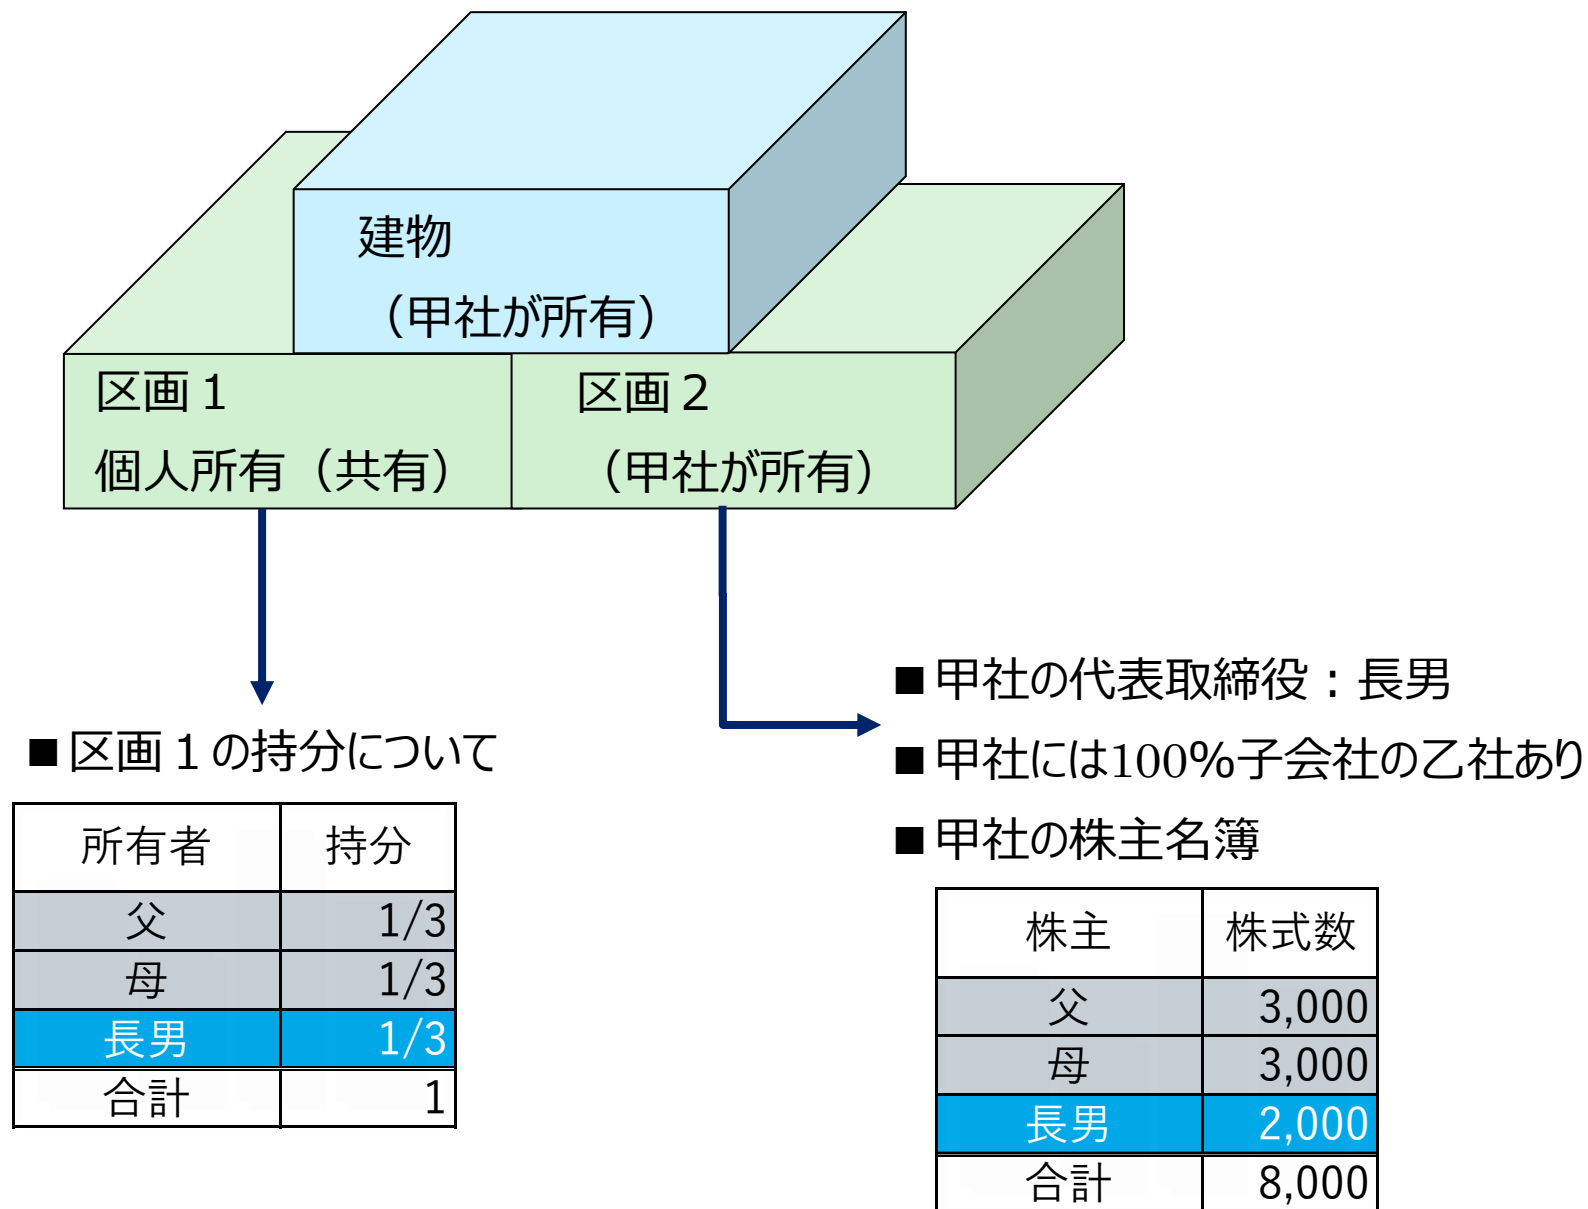 建物
（甲社が所有）
区画１
個人所有（共有）
区画２
（甲社が所有）
■区画１の持分について
所有者 持分
父 1/3
母 1/3
長男 1/3
合計 1
■甲社の代表取締役：長男
■甲社には100%子会社の乙社あり
■甲社の株主名簿
株主 株式数
父 3,000
母 3,000
長男 2,000
合計 8,000